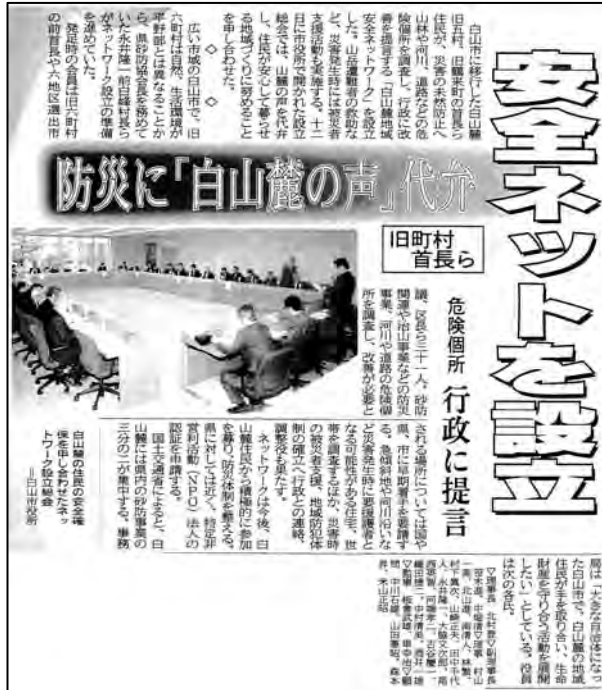 安全ネットを設立
防災に「白山麓の声」代弁
旧町村
首長ら
危険個所 行政に提言
白山市に移行した白山麓
旧五村、旧鶴来町の首長ら
住民が、災害の未然防止へ
山林や河川、道路などの危
険個所を調査し、行政に改
善を提言する「白山麓地域
安全ネットワーク」を設立
した。山岳遭難者の救助な
ど、災害発生時には被災者
支援活動も実施する。十二
日に市役所で開かれた設立
総会では、山麓の声を代弁
し、住民が安心して暮らせ
る地域づくりに努めること
を申し合わせた。
◇　　◇
広い市域の白山市で、旧
六町村は自然、生活環境が
平野部とは異なることか
ら、県砂防協会長を務めて
いた永井隆一前白峰村長ら
がネットワーク設立の準備
を進めていた。
発足時の会員は旧六町村
の前首長や六地区選出市
議、区長ら三十一人。砂防
関連や治山事業などの防災
事業、河川や道路の危険個
所を調査し、改善が必要と
される場所については国や
県、市に早期着手を要請す
る。急傾斜地や河川沿いな
ど災害発生時に要援護者と
なる可能性がある住宅、世
帯を調査するほか、災害時
の被災者支援、地域防犯体
制の確立へ行政との連絡、
調整役も果たす。
ネットワークは今後、白
山麓住民から積極的に参加
を募り、防災体制を整える。
県に対しては近く、特定非
営利活動（NPO）法人の
認証を申請する。
国土交通省によると、白
山麓には県内の砂防事業の
三分の二が集中する。事務
局は「大きな自治体になっ
た白山市で、白山麓の地域、
住民が手を取り合い、生命
財産を守り合う活動を展開
したい」としている。役員
は次の各氏。
▽理事長 北村登▽副理事長
白山麓の住民の安全確
保を申し合わせたネッ
トワーク設立総会
＝白山市役所